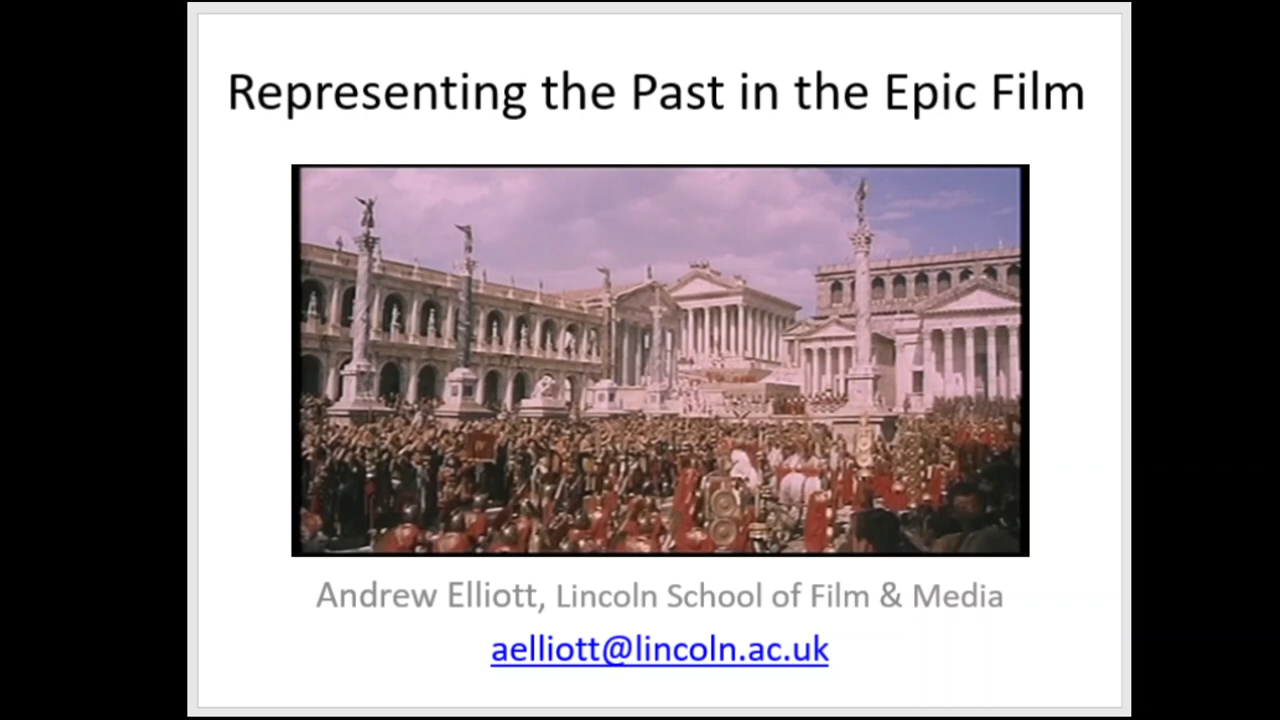 Representing the Past in the Epic Film
Andrew Elliott, Lincoln School of Film & Media
aelliott@lincoln.ac.uk